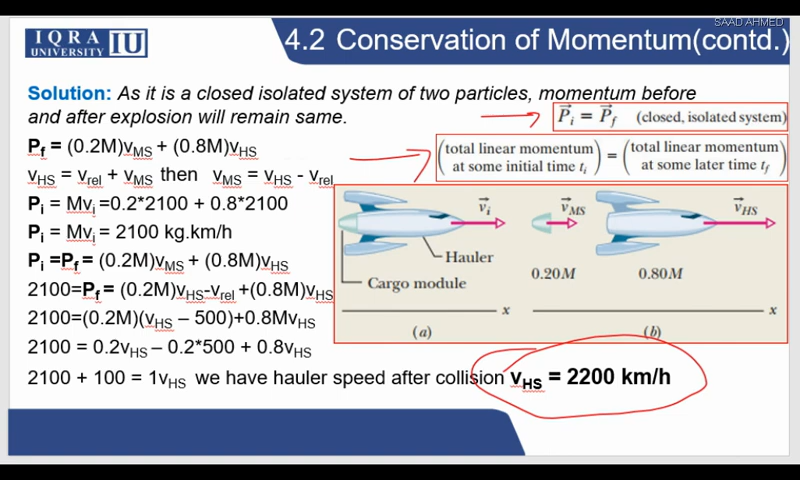 SAAD AHMED
IQRA
UNIVERSITY IU
4.2 Conservation of Momentum(contd.)
Solution: As it is a closed isolated system of two particles, momentum before
and after explosion will remain same.
P⃗i = P⃗f (closed, isolated system)
Pf = (0.2M)vMS + (0.8M)vHS
(total linear momentum at some initial time ti) = (total linear momentum at some later time tf)
vHS = vrel + vMS then vMS = vHS - vrel
Pi = Mvi =0.2*2100 + 0.8*2100
Pi = Mvi = 2100 kg.km/h
Pi =Pf = (0.2M)vMS + (0.8M)vHS
2100=Pf = (0.2M)vHS-vrel +(0.8M)vHS
2100=(0.2M)(vHS – 500)+0.8MvHS
2100 = 0.2vHS – 0.2*500 + 0.8vHS
2100 + 100 = 1vHS we have hauler speed after collision vHS = 2200 km/h
v⃗i
v⃗MS
v⃗HS
Hauler
Cargo module
0.20M
0.80M
x
x
(a)
(b)